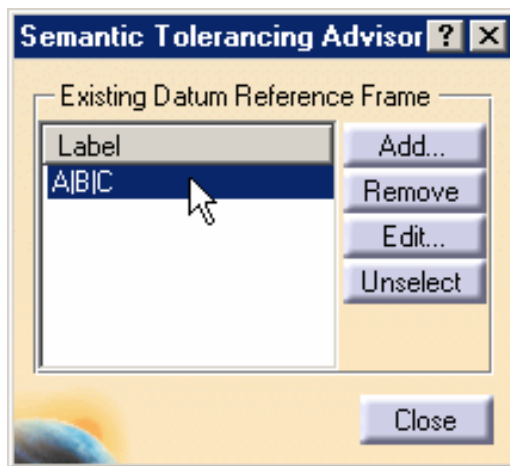 Semantic Tolerancing Advisor ? X
Existing Datum Reference Frame
Label
A|B|C
Add...
Remove
Edit...
Unselect
Close